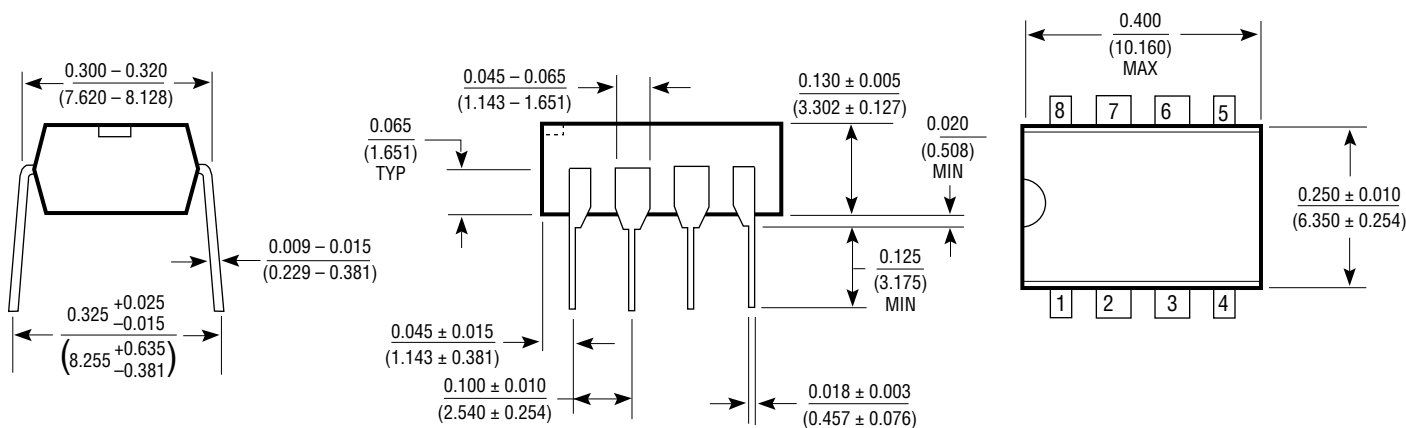 0.300 – 0.320
(7.620 – 8.128)
0.009 – 0.015
(0.229 – 0.381)
0.325 +0.025
–0.015
(8.255 +0.635
–0.381)
0.045 – 0.065
(1.143 – 1.651)
0.065
(1.651)
TYP
0.130 ± 0.005
(3.302 ± 0.127)
0.020
(0.508)
MIN
0.125
(3.175)
MIN
0.045 ± 0.015
(1.143 ± 0.381)
0.100 ± 0.010
(2.540 ± 0.254)
0.018 ± 0.003
(0.457 ± 0.076)
0.400
(10.160)
MAX
8 7 6 5
0.250 ± 0.010
(6.350 ± 0.254)
1 2 3 4